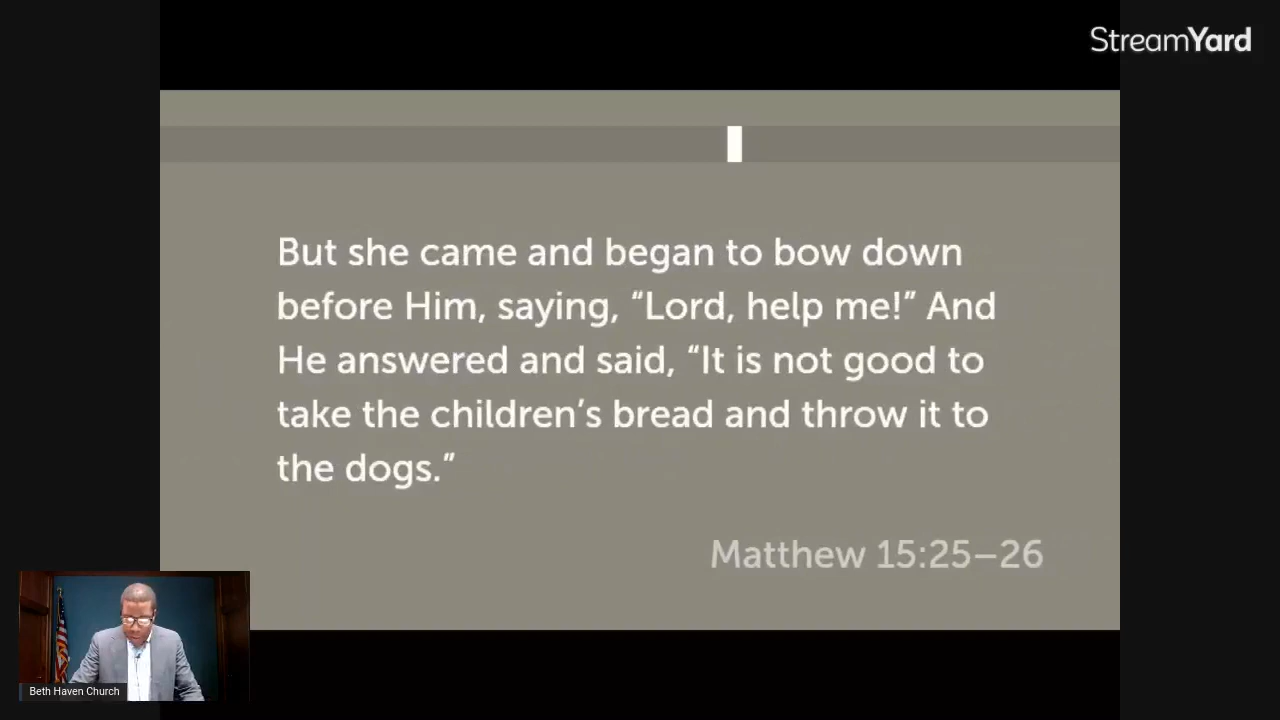 StreamYard
But she came and began to bow down
before Him, saying, “Lord, help me!” And
He answered and said, “It is not good to
take the children’s bread and throw it to
the dogs.”
Matthew 15:25–26
Beth Haven Church